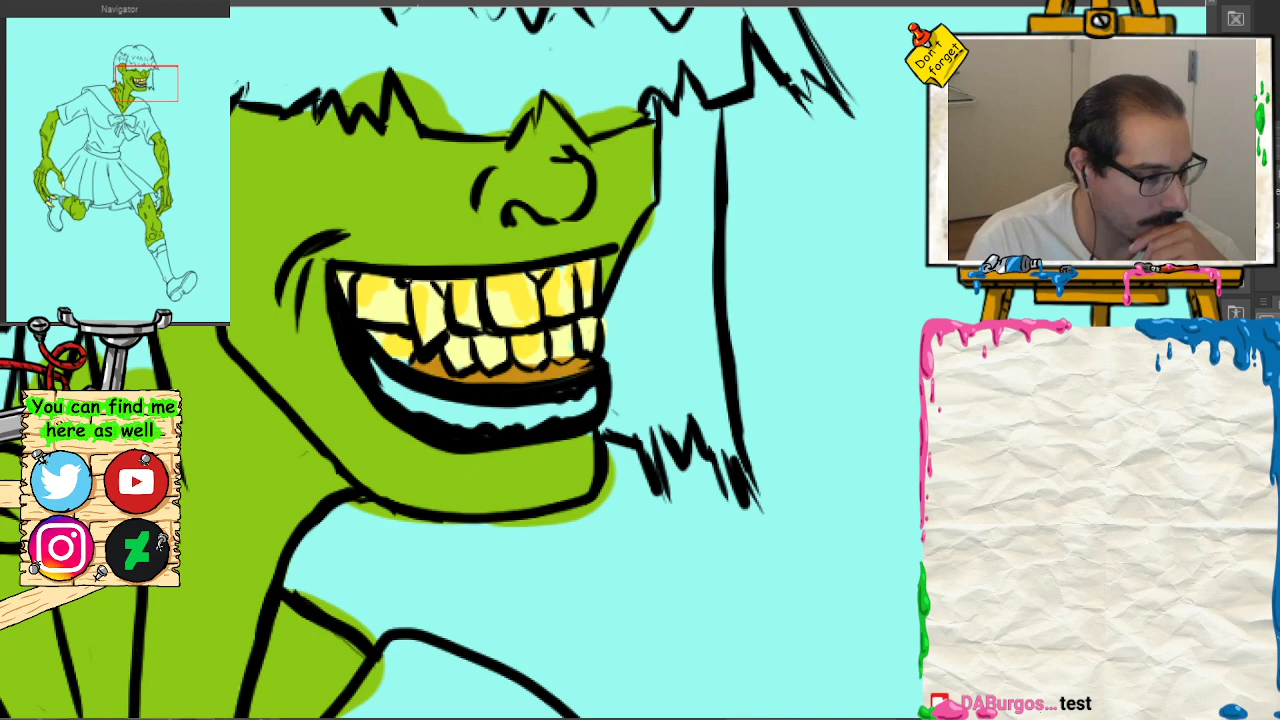 Navigator
Don't
forget
You can find me
here as well
DABurgos... test